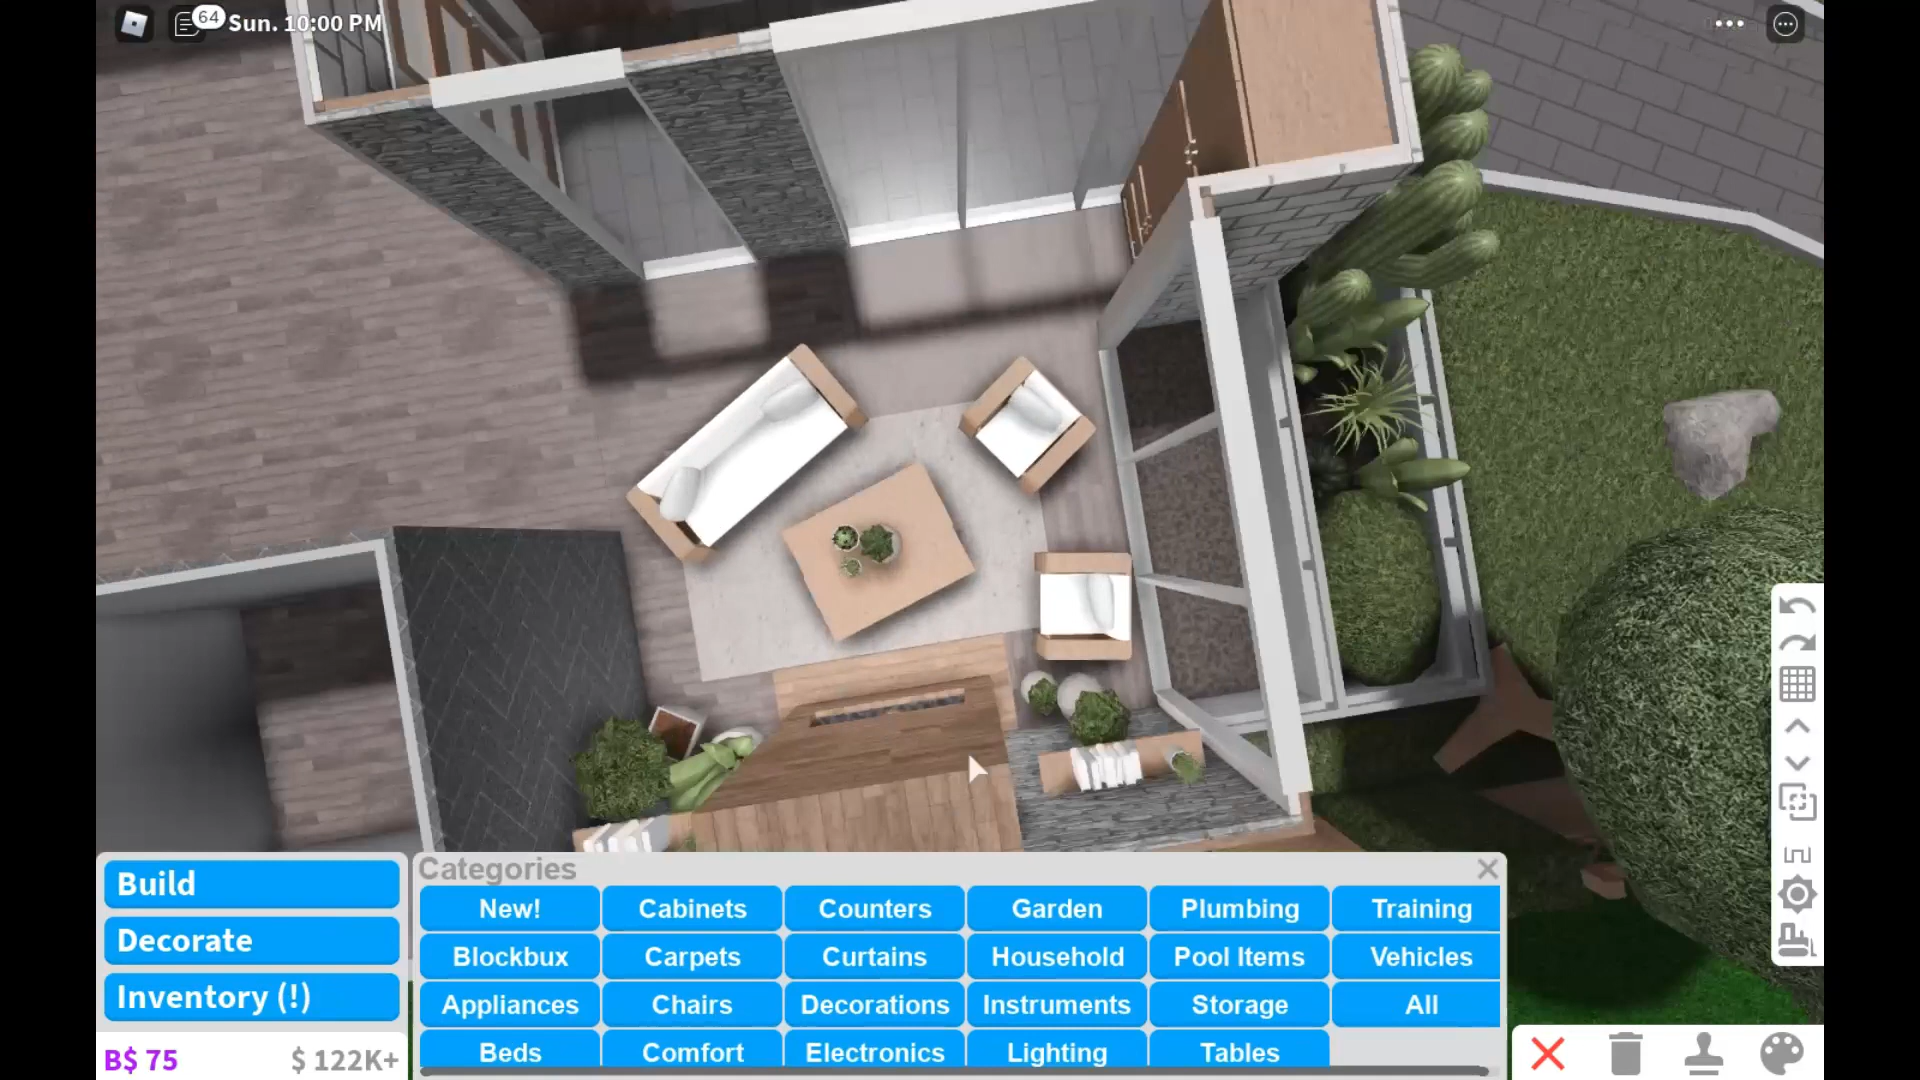 64
Sun. 10:00 PM
Build
Decorate
Inventory (!)
B$ 75 $ 122K+
Categories
New! Cabinets Counters Garden Plumbing Training
Blockbux Carpets Curtains Household Pool Items Vehicles
Appliances Chairs Decorations Instruments Storage All
Beds Comfort Electronics Lighting Tables